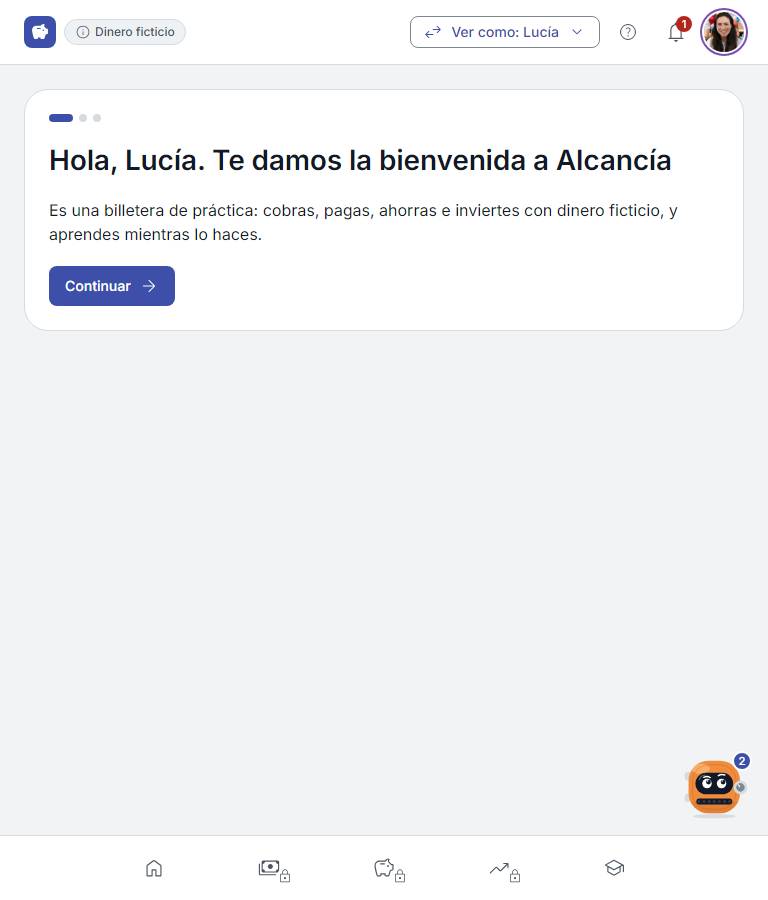 Dinero ficticio
Ver como: Lucía
1
Hola, Lucía. Te damos la bienvenida a Alcancía
Es una billetera de práctica: cobras, pagas, ahorras e inviertes con dinero ficticio, y
aprendes mientras lo haces.
Continuar
2